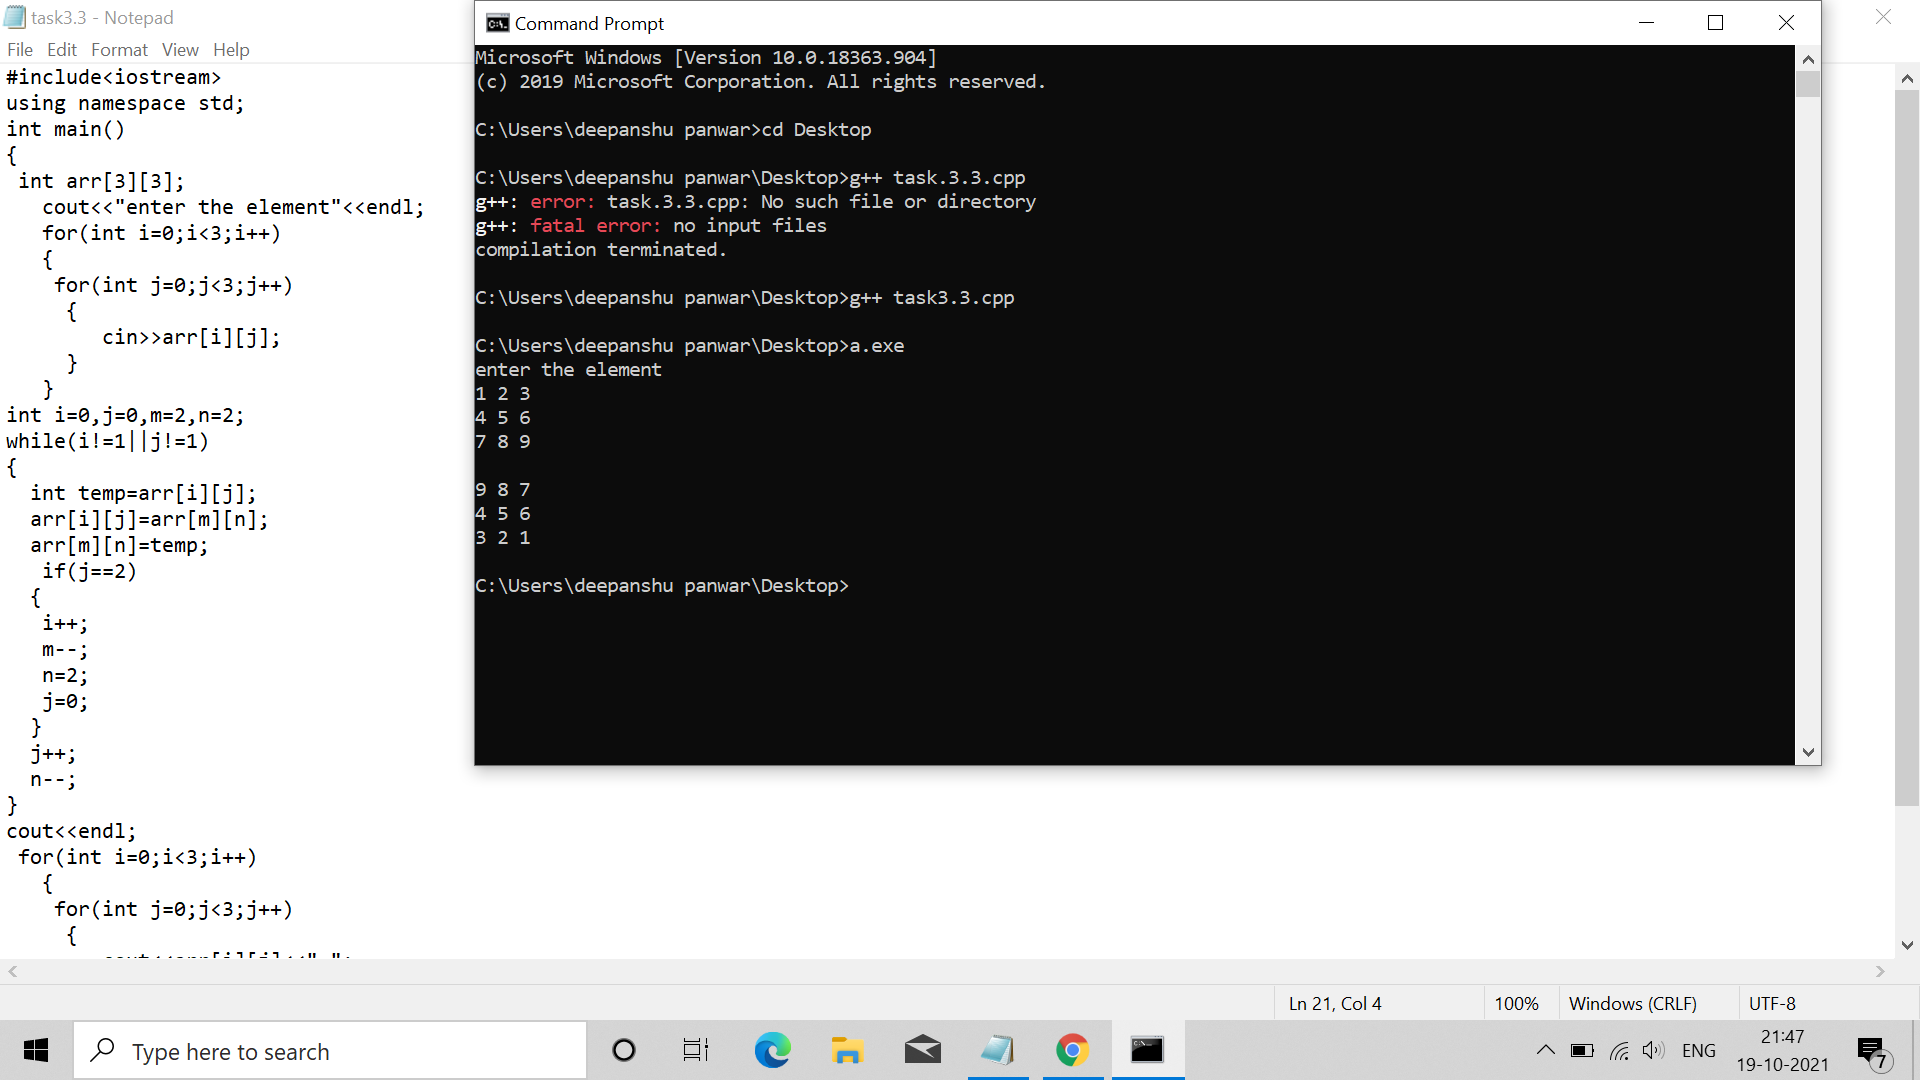 task3.3 - Notepad
File Edit Format View Help
#include<iostream>
using namespace std;
int main()
{
int arr[3][3];
cout<<"enter the element"<<endl;
for(int i=0;i<3;i++)
{
for(int j=0;j<3;j++)
{
cin>>arr[i][j];
}
}
int i=0,j=0,m=2,n=2;
while(i!=1||j!=1)
{
int temp=arr[i][j];
arr[i][j]=arr[m][n];
arr[m][n]=temp;
if(j==2)
{
i++;
m--;
n=2;
j=0;
}
j++;
n--;
}
cout<<endl;
for(int i=0;i<3;i++)
{
for(int j=0;j<3;j++)
{
Command Prompt
Microsoft Windows [Version 10.0.18363.904]
(c) 2019 Microsoft Corporation. All rights reserved.
C:\Users\deepanshu panwar>cd Desktop
C:\Users\deepanshu panwar\Desktop>g++ task.3.3.cpp
g++: error: task.3.3.cpp: No such file or directory
g++: fatal error: no input files
compilation terminated.
C:\Users\deepanshu panwar\Desktop>g++ task3.3.cpp
C:\Users\deepanshu panwar\Desktop>a.exe
enter the element
1 2 3
4 5 6
7 8 9
9 8 7
4 5 6
3 2 1
C:\Users\deepanshu panwar\Desktop>
Ln 21, Col 4
100%
Windows (CRLF)
UTF-8
Type here to search
ENG
21:47
19-10-2021
7